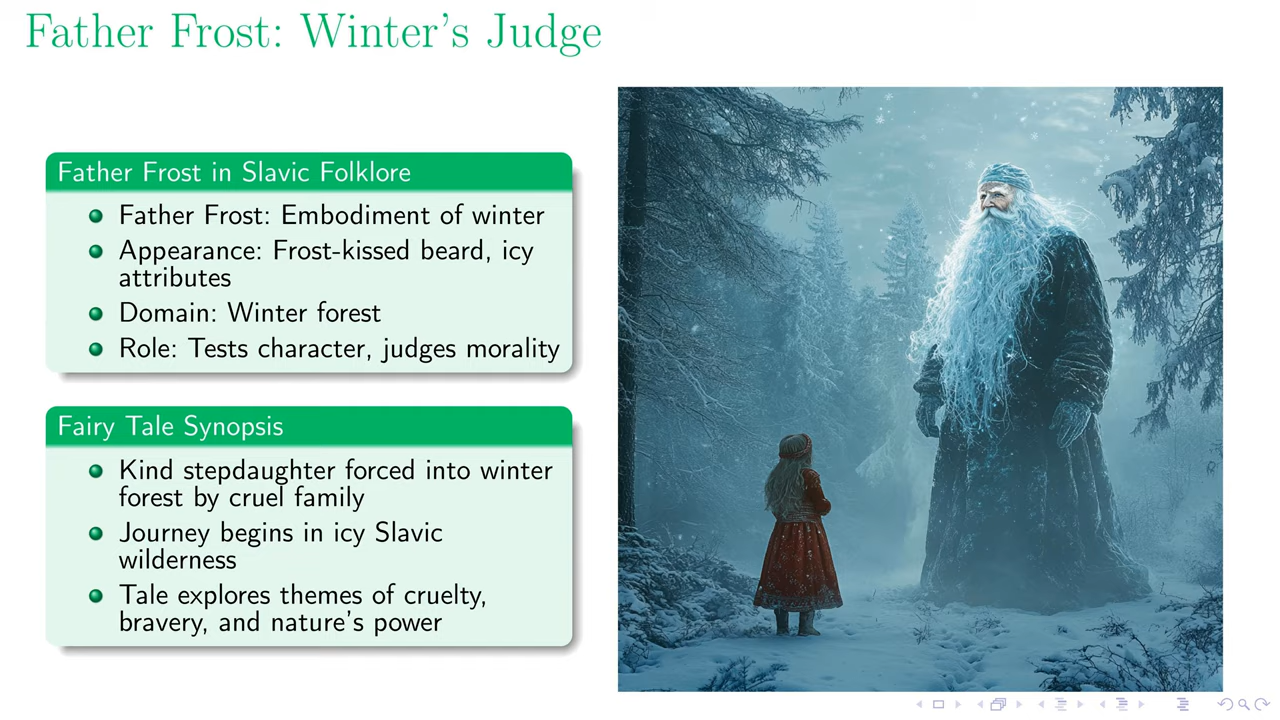 Father Frost: Winter's Judge
Father Frost in Slavic Folklore
Father Frost: Embodiment of winter
Appearance: Frost-kissed beard, icy
attributes
Domain: Winter forest
Role: Tests character, judges morality
Fairy Tale Synopsis
Kind stepdaughter forced into winter
forest by cruel family
Journey begins in icy Slavic
wilderness
Tale explores themes of cruelty,
bravery, and nature's power